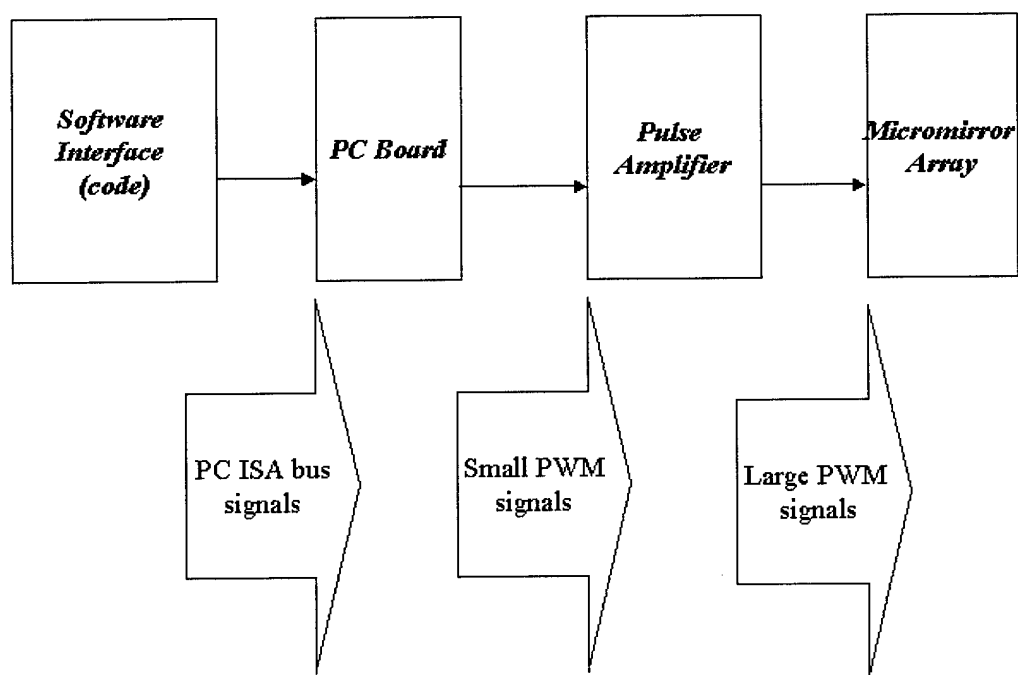 Software
Interface
(code)
PC Board
Pulse
Amplifier
Micromirror
Array
PC ISA bus
signals
Small PWM
signals
Large PWM
signals